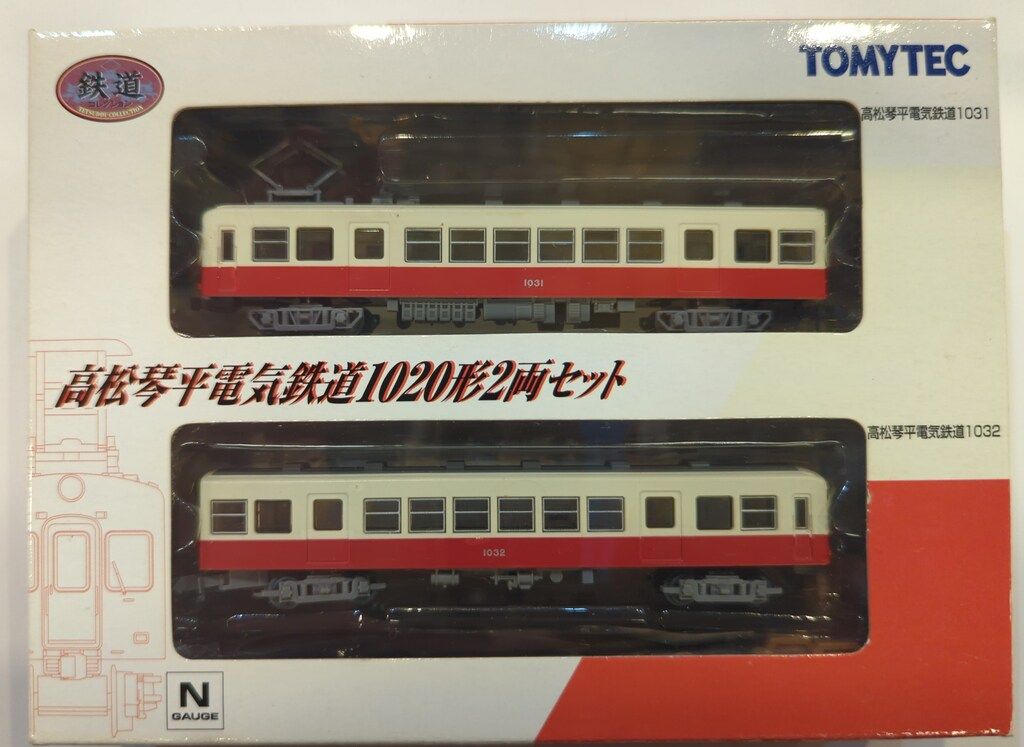 鉄道
コレクション
TETSUDOU COLLECTION
TOMYTEC
高松琴平電気鉄道1031
1031
高松琴平電気鉄道1020形2両セット
高松琴平電気鉄道1032
1032
N
GAUGE